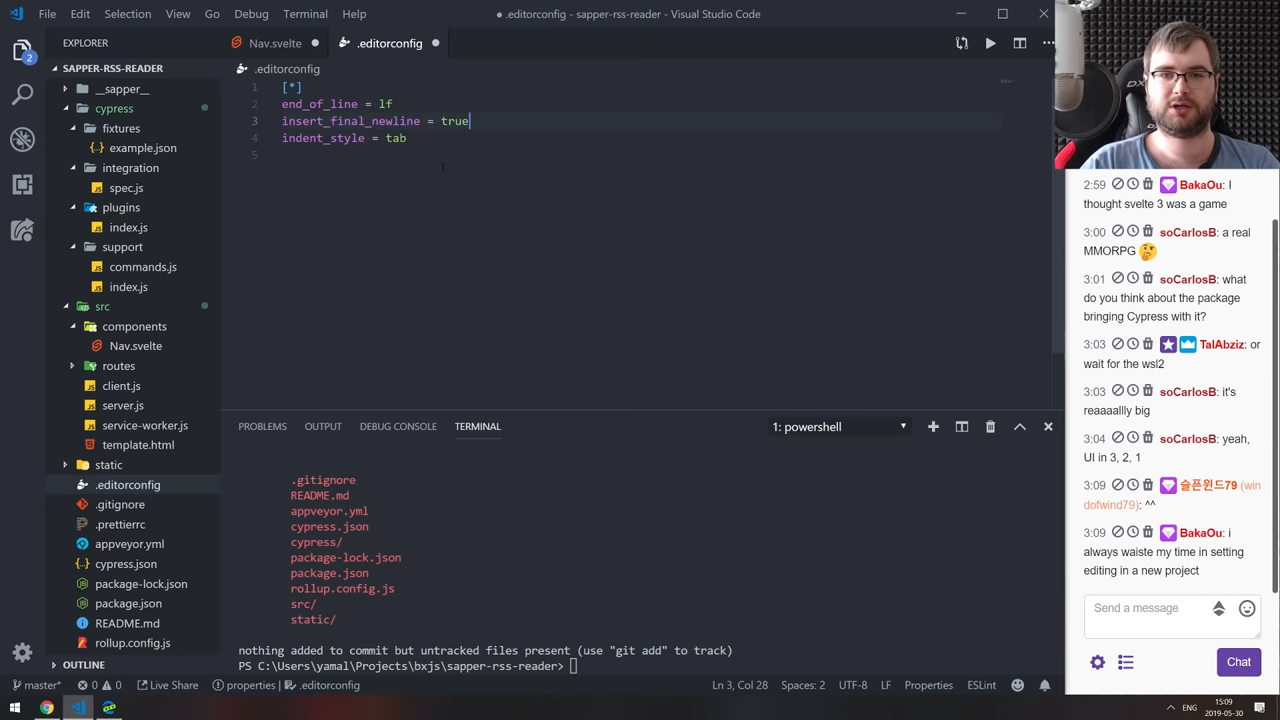 File Edit Selection View Go Debug Terminal Help
● .editorconfig - sapper-rss-reader - Visual Studio Code
EXPLORER
2
SAPPER-RSS-READER
__sapper__
cypress
fixtures
example.json
integration
spec.js
plugins
index.js
support
commands.js
index.js
src
components
Nav.svelte
routes
client.js
server.js
service-worker.js
template.html
static
.editorconfig
.gitignore
.prettierrc
appveyor.yml
cypress.json
package-lock.json
package.json
README.md
rollup.config.js
OUTLINE
Nav.svelte ● .editorconfig ●
.editorconfig
1 [*]
2 end_of_line = lf
3 insert_final_newline = true
4 indent_style = tab
5
PROBLEMS OUTPUT DEBUG CONSOLE TERMINAL
1: powershell
.gitignore
README.md
appveyor.yml
cypress.json
cypress/
package-lock.json
package.json
rollup.config.js
src/
static/
nothing added to commit but untracked files present (use "git add" to track)
PS C:\Users\yamal\Projects\bxjs\sapper-rss-reader>
DX
2:59 BakaOu: I
thought svelte 3 was a game
3:00 soCarlosB: a real
MMORPG
3:01 soCarlosB: what
do you think about the package
bringing Cypress with it?
3:03 TalAbziz: or
wait for the wsl2
3:03 soCarlosB: it's
reaaaallly big
3:04 soCarlosB: yeah,
UI in 3, 2, 1
3:09 슬픈윈드79 (win
dofwind79): ^^
3:09 BakaOu: i
always waiste my time in setting
editing in a new project
Send a message
Chat
master* 0 0 Live Share properties | .editorconfig
Ln 3, Col 28 Spaces: 2 UTF-8 LF Properties ESLint
ENG
15:09
2019-05-30